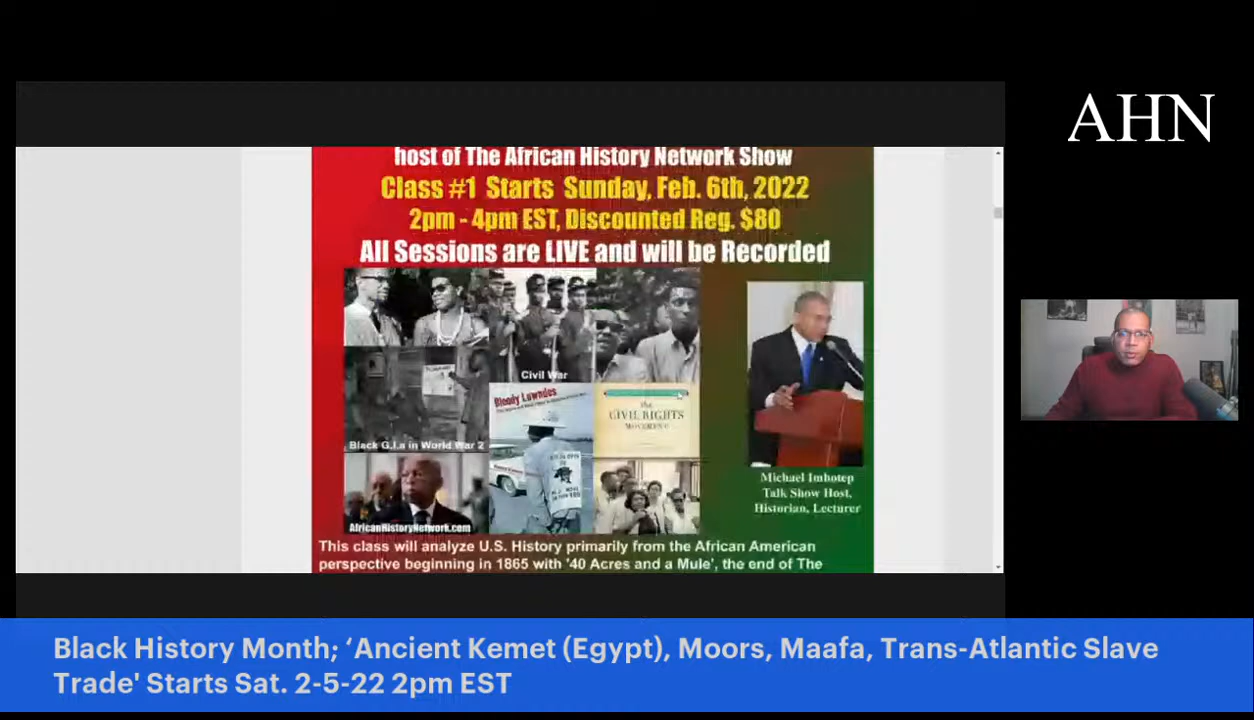 AHN
host of The African History Network Show
Class #1 Starts Sunday, Feb. 6th, 2022
2pm - 4pm EST, Discounted Reg. $80
All Sessions are LIVE and will be Recorded
Civil War
Bloody Lowndes
the
CIVIL RIGHTS
MOVEMENT
Black G.I.s in World War 2
AfricanHistoryNetwork.com
Michael Imhotep
Talk Show Host,
Historian, Lecturer
This class will analyze U.S. History primarily from the African American
perspective beginning in 1865 with '40 Acres and a Mule', the end of The
Black History Month; ‘Ancient Kemet (Egypt), Moors, Maafa, Trans-Atlantic Slave
Trade' Starts Sat. 2-5-22 2pm EST